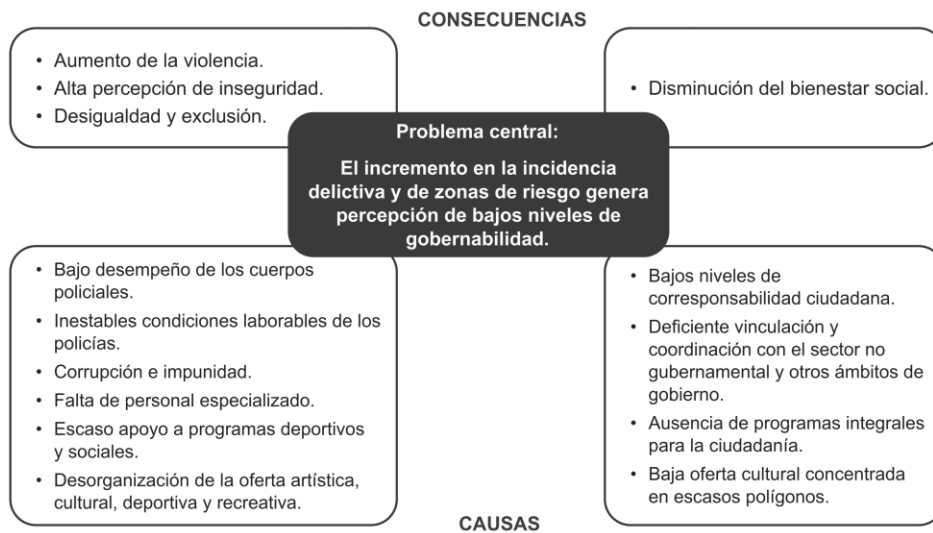 CONSECUENCIAS
• Aumento de la violencia.
• Alta percepción de inseguridad.
• Desigualdad y exclusión.
• Disminución del bienestar social.
Problema central:
El incremento en la incidencia
delictiva y de zonas de riesgo genera
percepción de bajos niveles de
gobernabilidad.
• Bajo desempeño de los cuerpos
policiales.
• Inestables condiciones laborables de los
policías.
• Corrupción e impunidad.
• Falta de personal especializado.
• Escaso apoyo a programas deportivos
y sociales.
• Desorganización de la oferta artística,
cultural, deportiva y recreativa.
• Bajos niveles de
corresponsabilidad ciudadana.
• Deficiente vinculación y
coordinación con el sector no
gubernamental y otros ámbitos de
gobierno.
• Ausencia de programas integrales
para la ciudadanía.
• Baja oferta cultural concentrada
en escasos polígonos.
CAUSAS